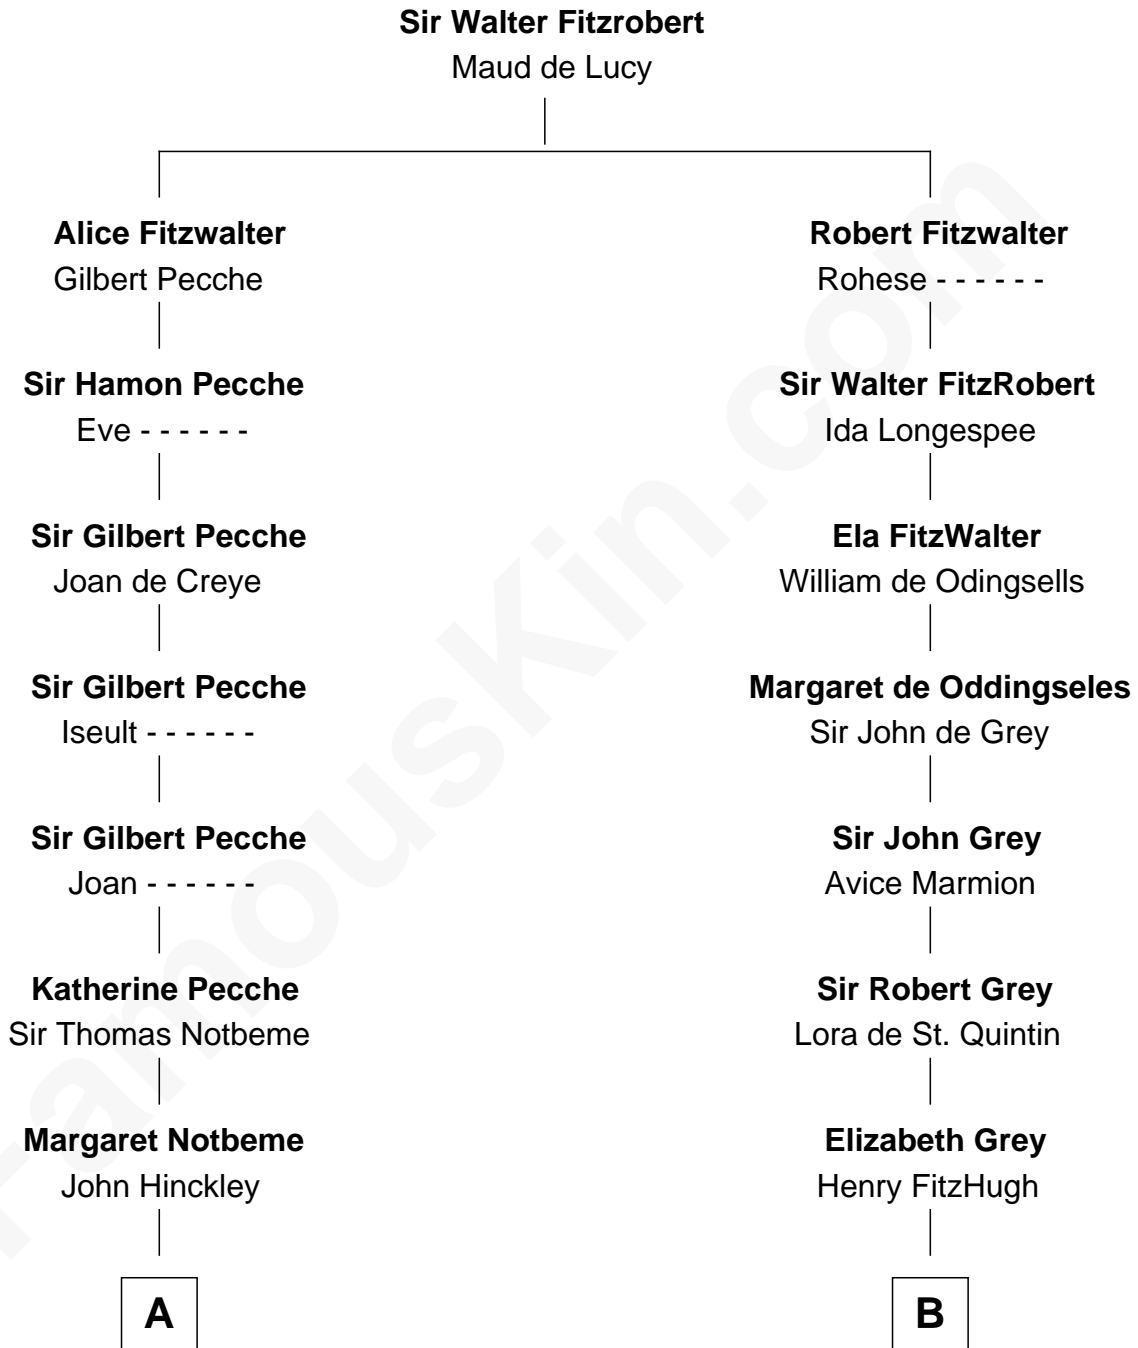 Sir Walter Fitzrobert
Maud de Lucy
Alice Fitzwalter
Gilbert Pecche
Robert Fitzwalter
Rohese - - - - - -
Sir Hamon Pecche
Eve - - - - - -
Sir Walter FitzRobert
Ida Longespee
Sir Gilbert Pecche
Joan de Creye
Ela FitzWalter
William de Odingsells
Sir Gilbert Pecche
Iseult - - - - - -
Margaret de Oddingseles
Sir John de Grey
Sir Gilbert Pecche
Joan - - - - - -
Sir John Grey
Avice Marmion
Katherine Pecche
Sir Thomas Notbeme
Sir Robert Grey
Lora de St. Quintin
Margaret Notbeme
John Hinckley
Elizabeth Grey
Henry FitzHugh
A
B
FamousKin.com